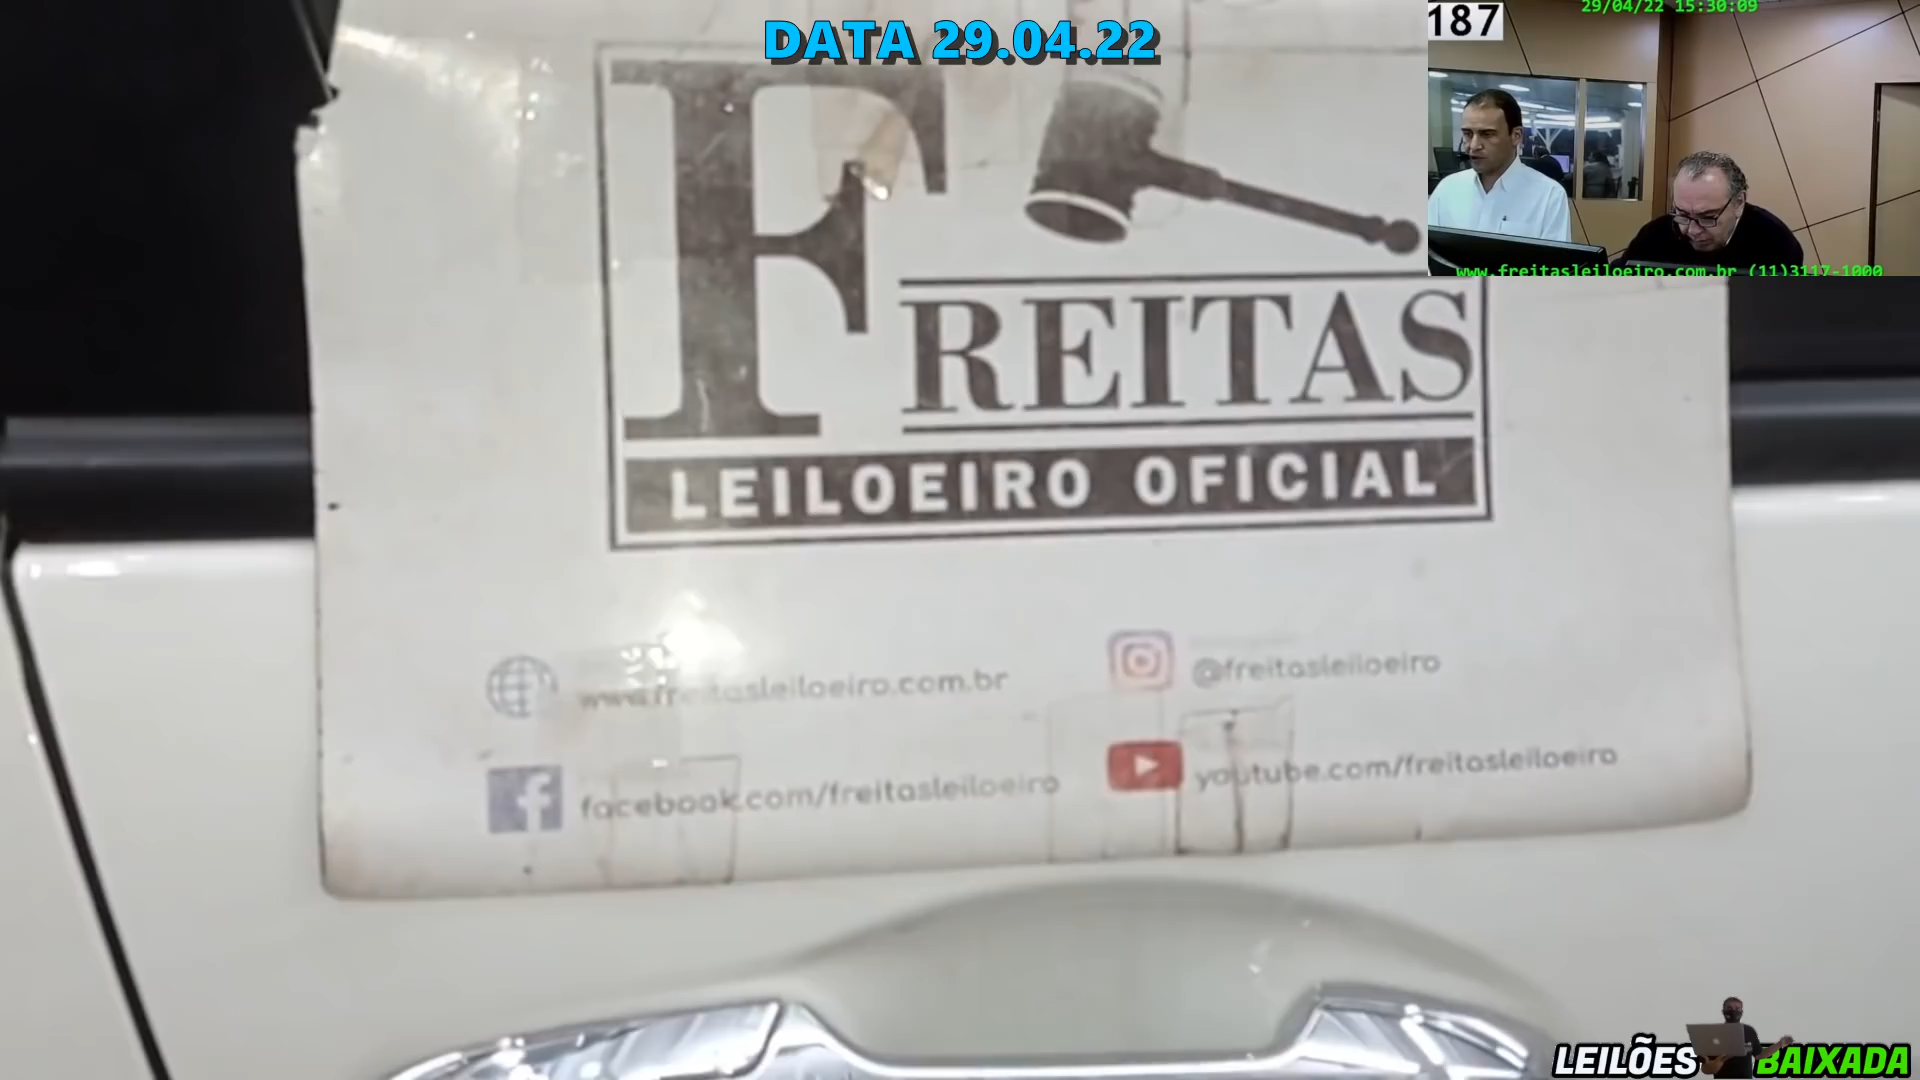 DATA 29.04.22
187
29/04/22 15:30:09
www.freitasleiloeiro.com.br (11)3117-1000
FREITAS
LEILOEIRO OFICIAL
www.freitasleiloeiro.com.br
@freitasleiloeiro
facebook.com/freitasleiloeiro
youtube.com/freitasleiloeiro
LEILÕES BAIXADA